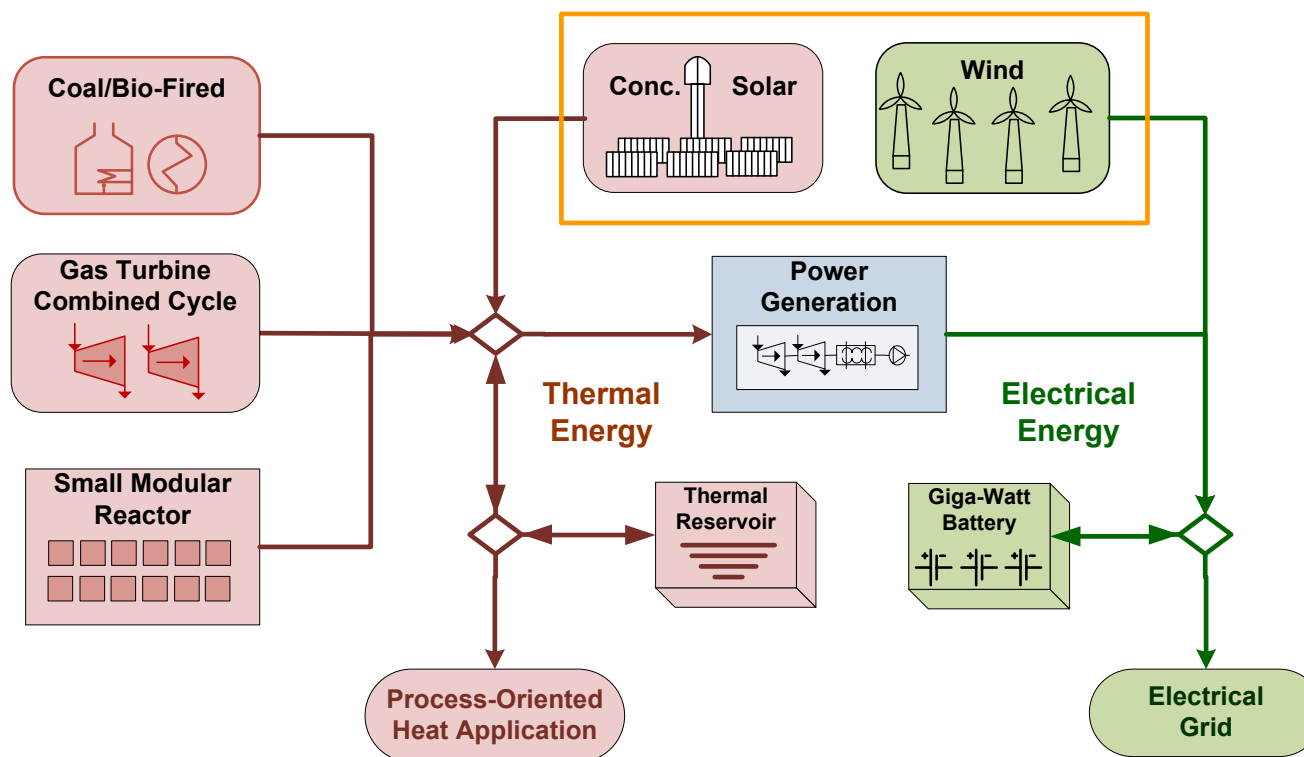 Coal/Bio-Fired
Conc. Solar
Wind
Gas Turbine
Combined Cycle
Power
Generation
Thermal
Energy
Electrical
Energy
Small Modular
Reactor
Thermal
Reservoir
Giga-Watt
Battery
Process-Oriented
Heat Application
Electrical
Grid